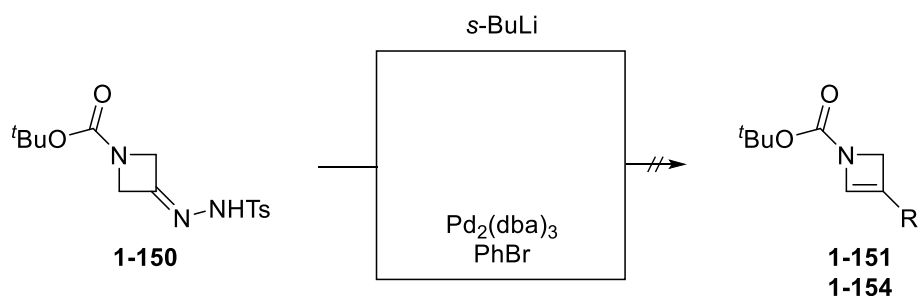 s-BuLi
O
ᵗBuO
N
N
NHTs
1-150
Pd₂(dba)₃
PhBr
O
ᵗBuO
N
R
1-151
1-154